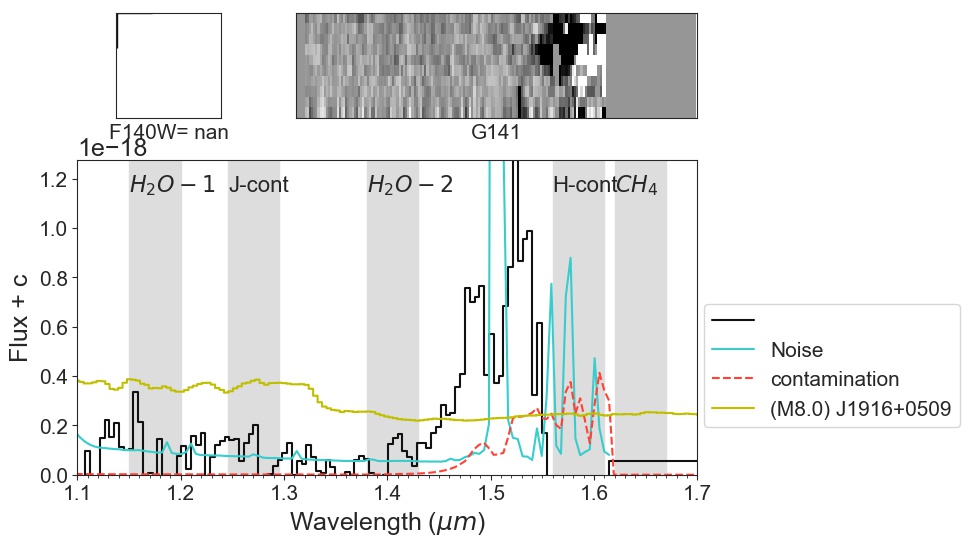 F140W= nan
G141
1e−18
H₂O − 1
J-cont
H₂O − 2
H-cont
CH₄
1.2
1.0
0.8
0.6
0.4
0.2
0.0
Flux + c
1.1
1.2
1.3
1.4
1.5
1.6
1.7
Wavelength (μm)
Noise
contamination
(M8.0) J1916+0509